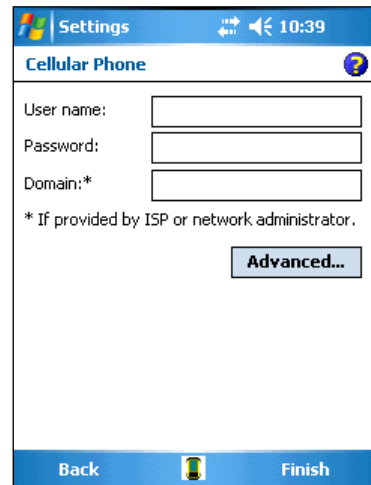 Settings 10:39
Cellular Phone
User name:
Password:
Domain:*
* If provided by ISP or network administrator.
Advanced...
Back Finish